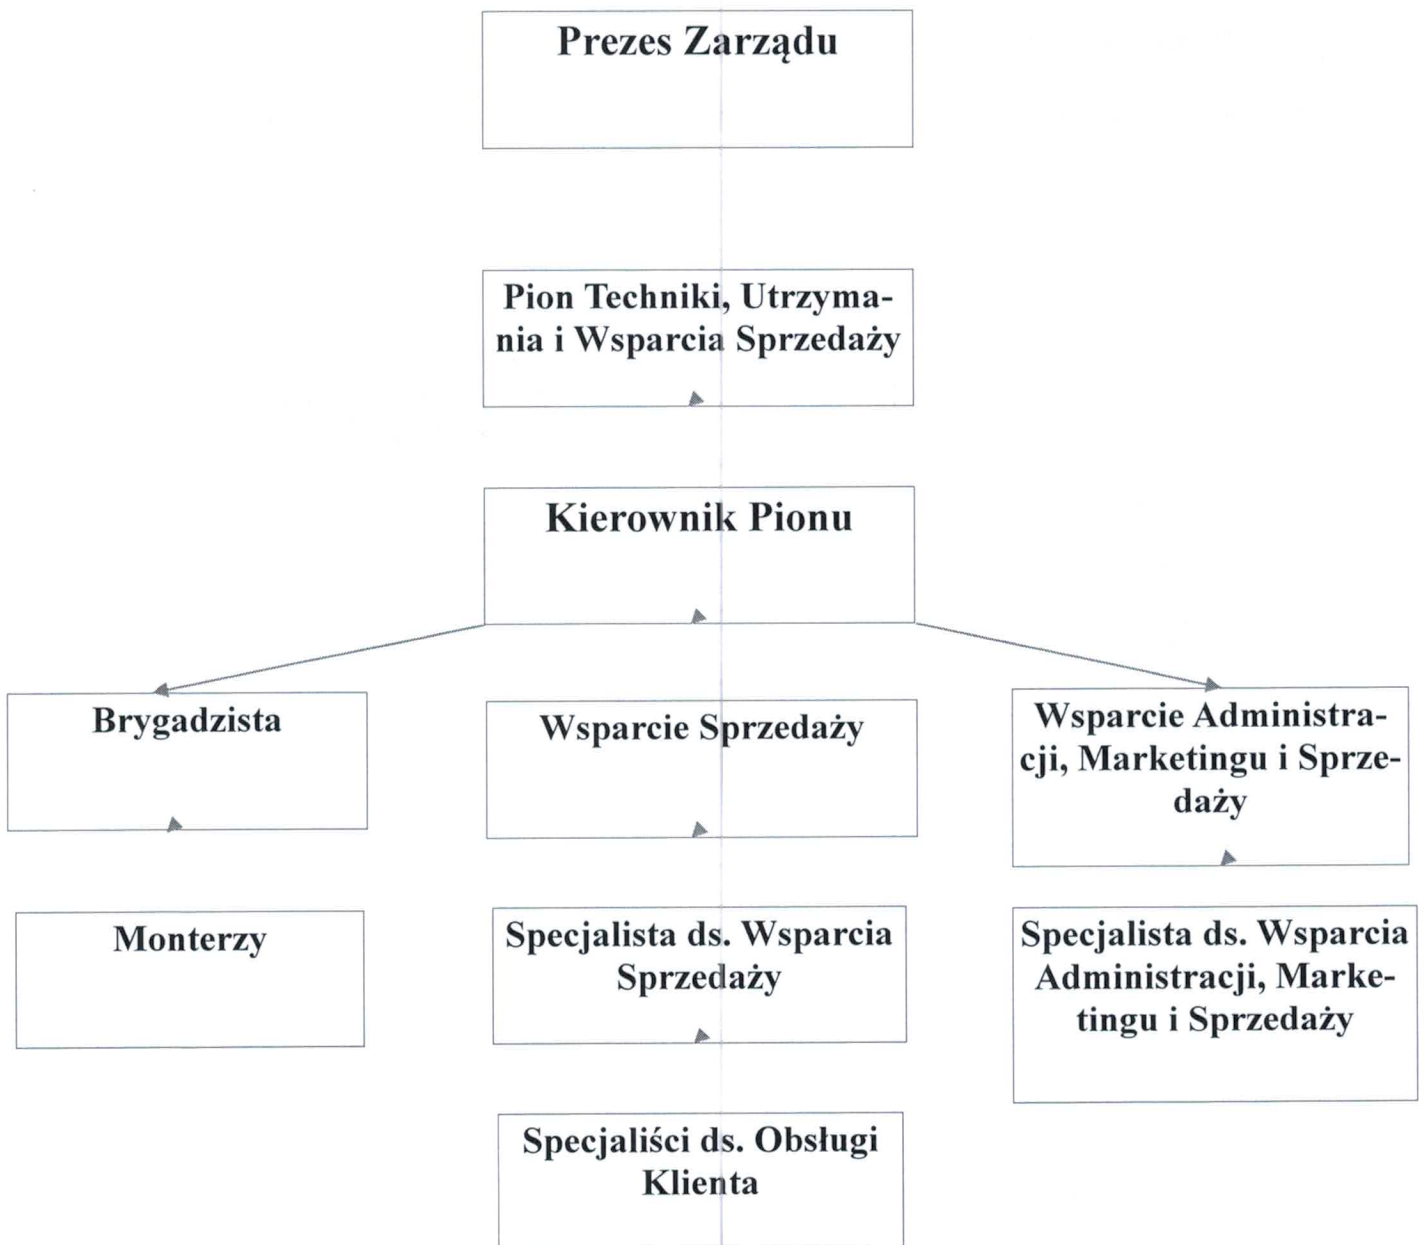 Prezes Zarządu
Pion Techniki, Utrzyma-
nia i Wsparcia Sprzedaży
Kierownik Pionu
Brygadzista
Wsparcie Sprzedaży
Wsparcie Administra-
cji, Marketingu i Sprze-
daży
Monterzy
Specjalista ds. Wsparcia
Sprzedaży
Specjalista ds. Wsparcia
Administracji, Marke-
tingu i Sprzedaży
Specjaliści ds. Obsługi
Klienta